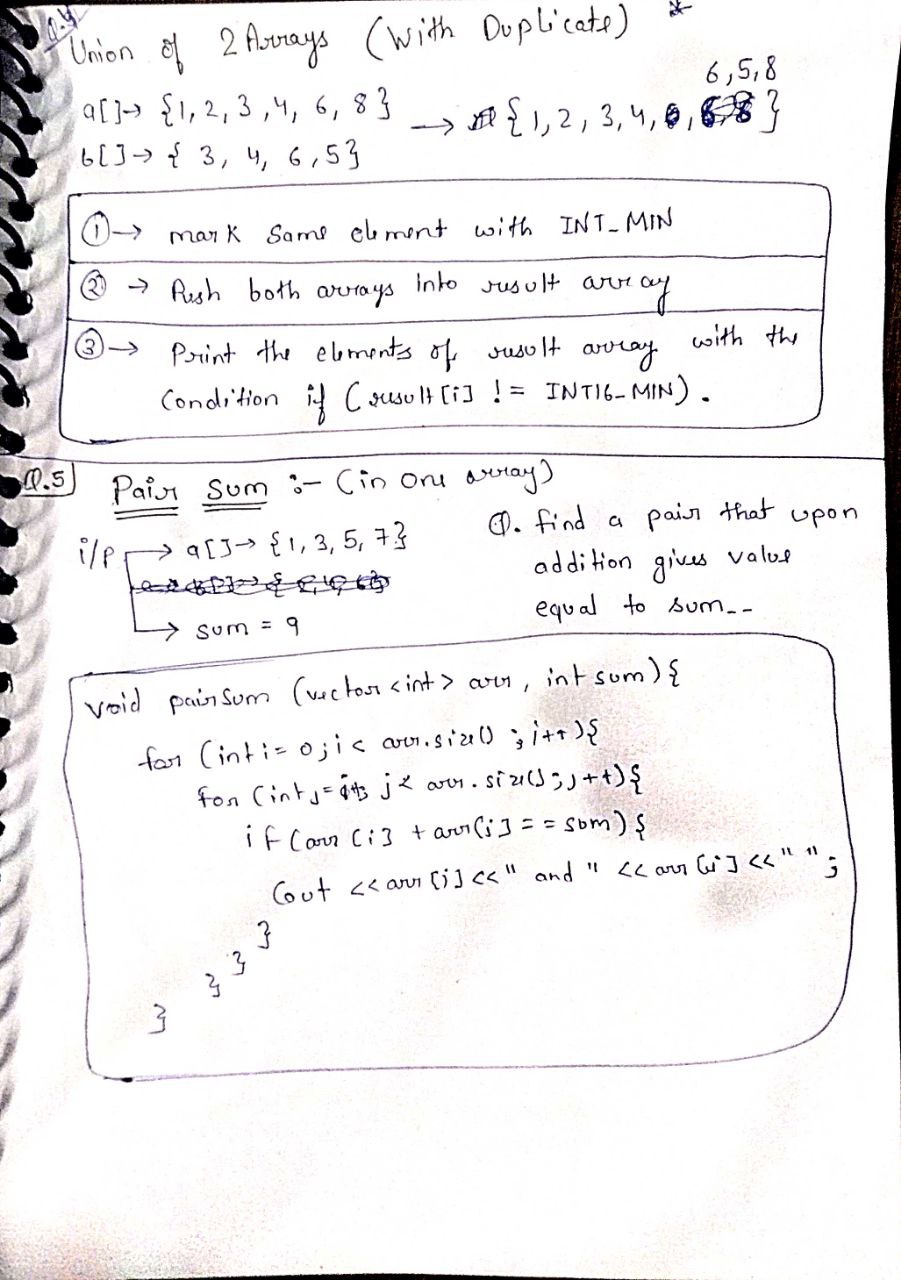 Q.4
Union of 2 Arrays (With Duplicate) *
6,5,8
a[]→ {1,2,3,4,6,8} → {1,2,3,4, }
b[]→ {3,4,6,5}
① → mark same element with INT_MIN
② → Push both arrays into result array
③ → Print the elements of result array with the
Condition if (result[i] != INT16_MIN).
Q.5 Pair Sum :- (in one array)
i/p → a[]→ {1,3,5,7}
→ sum = 9
Q. find a pair that upon
addition gives value
equal to sum--
void pairSum (vector<int> arr, int sum){
for (int i=0; i< arr.size() ; i++){
for (int j= j< arr.size(); j++){
if (arr[i] + arr[j] == sum){
Cout <<arr[i]<<" and " <<arr[j]<<" ";
}
}
}
}